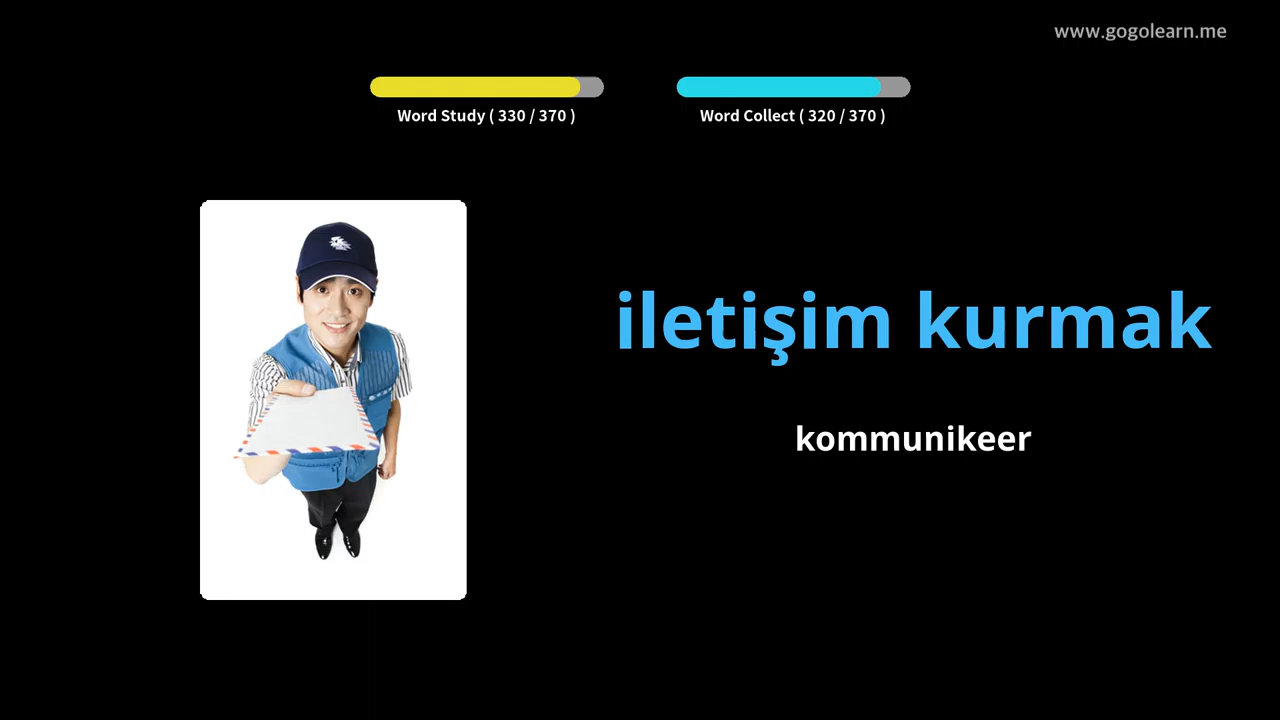 www.gogolearn.me
Word Study ( 330 / 370 )
Word Collect ( 320 / 370 )
iletişim kurmak
kommunikeer